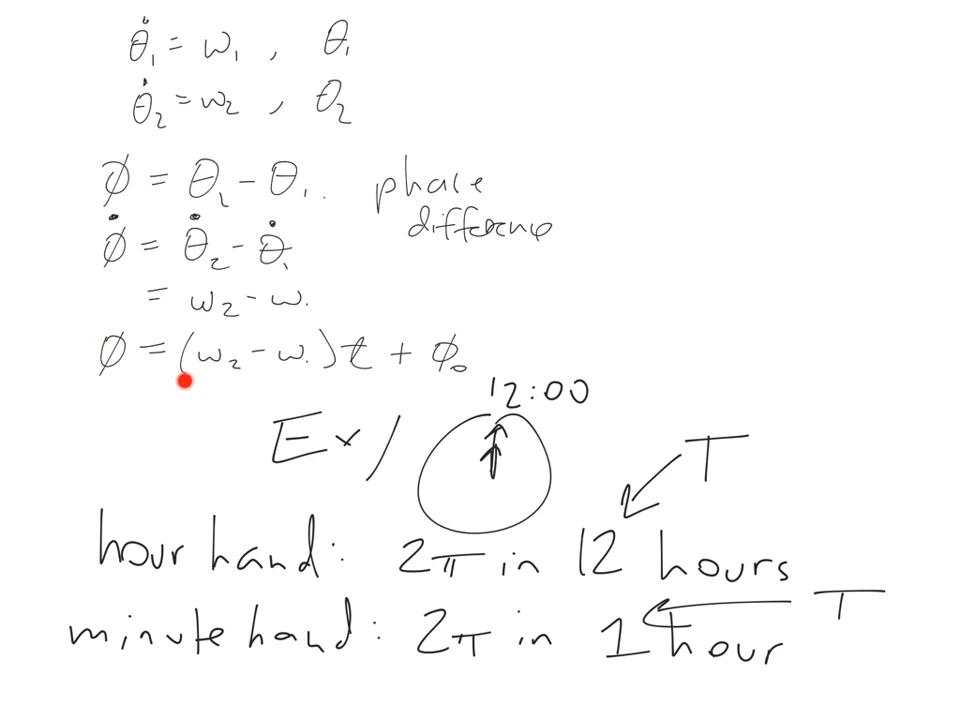 θ̇₁ = ω₁ , θ₁
θ̇₂ = ω₂ , θ₂
φ = θ₂ - θ₁. phase difference
φ̇ = θ̇₂ - θ̇₁
= ω₂ - ω₁
φ = (ω₂ - ω₁)t + φ₀
12:00
Ex/
T
hour hand: 2π in 12 hours
T
minute hand: 2π in 1 hour